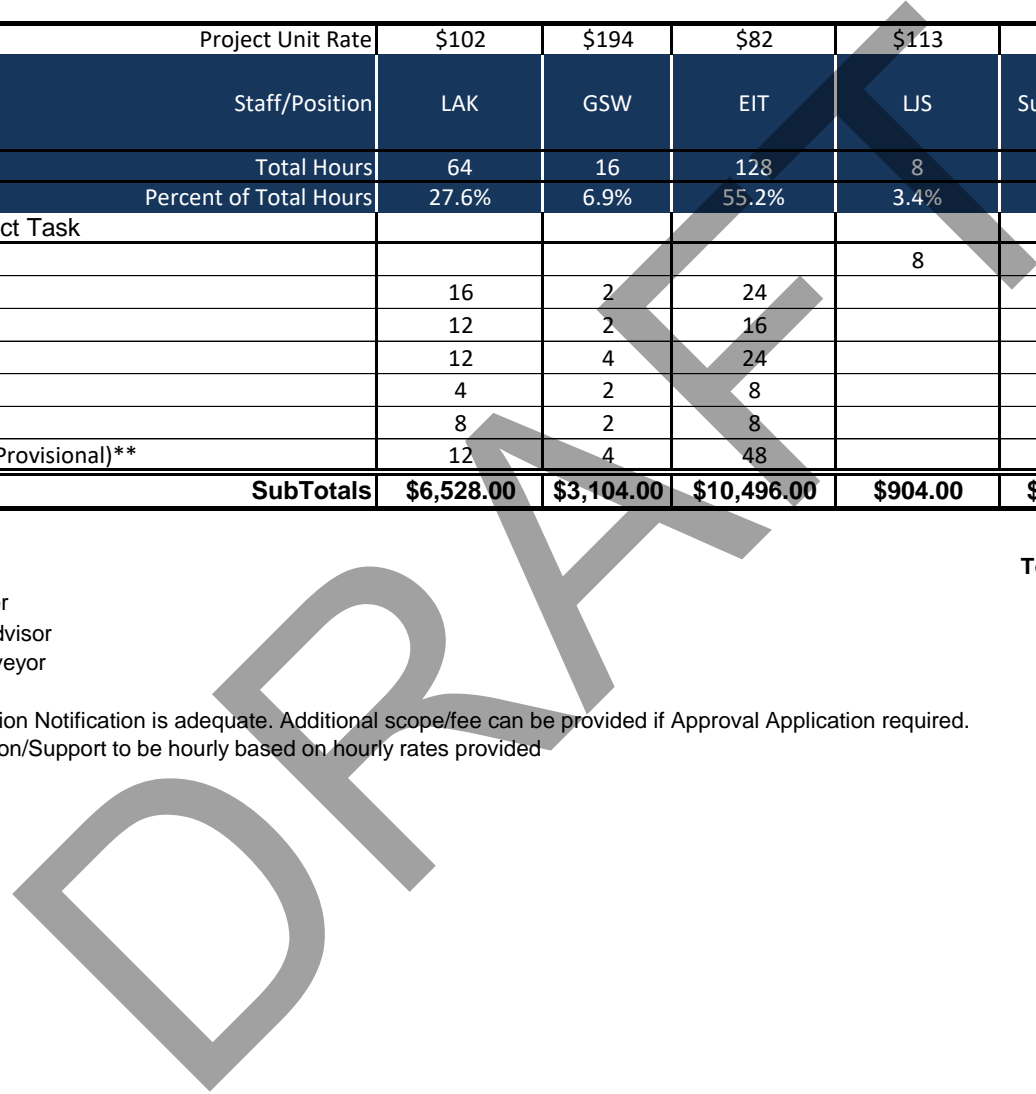 Project Unit Rate $102 $194 $82 $113
Staff/Position LAK GSW EIT LJS Su
Total Hours 64 16 128 8
Percent of Total Hours 27.6% 6.9% 55.2% 3.4%
ct Task
8
16 2 24
12 2 16
12 4 24
4 2 8
8 2 8
Provisional)** 12 4 48
SubTotals $6,528.00 $3,104.00 $10,496.00 $904.00 $
T
r
dvisor
veyor
ion Notification is adequate. Additional scope/fee can be provided if Approval Application required.
on/Support to be hourly based on hourly rates provided
DRAFT